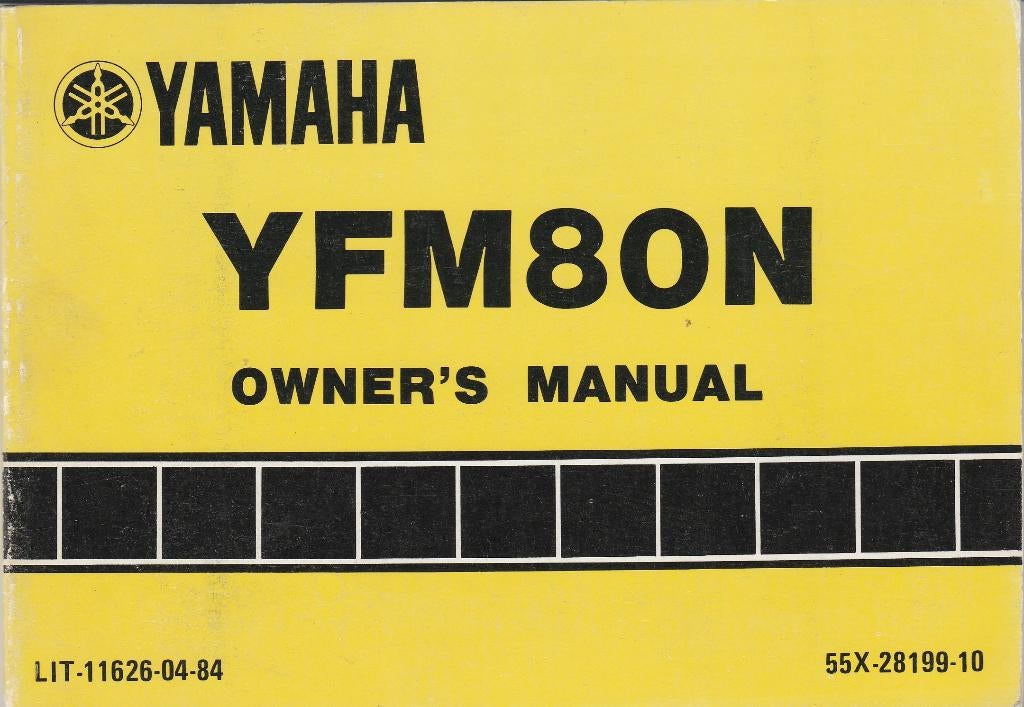 YAMAHA
YFM80N
OWNER'S MANUAL
LIT-11626-04-84
55X-28199-10